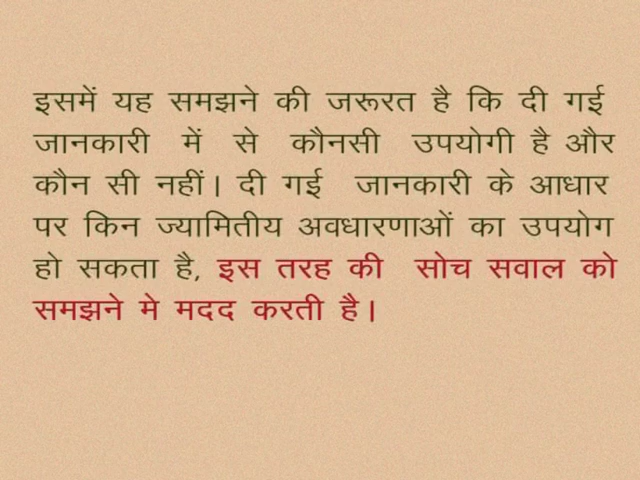 इसमें यह समझने की जरूरत है कि दी गई
जानकारी में से कौनसी उपयोगी है और
कौन सी नहीं। दी गई जानकारी के आधार
पर किन ज्यामितीय अवधारणाओं का उपयोग
हो सकता है, इस तरह की सोच सवाल को
समझने मे मदद करती है।